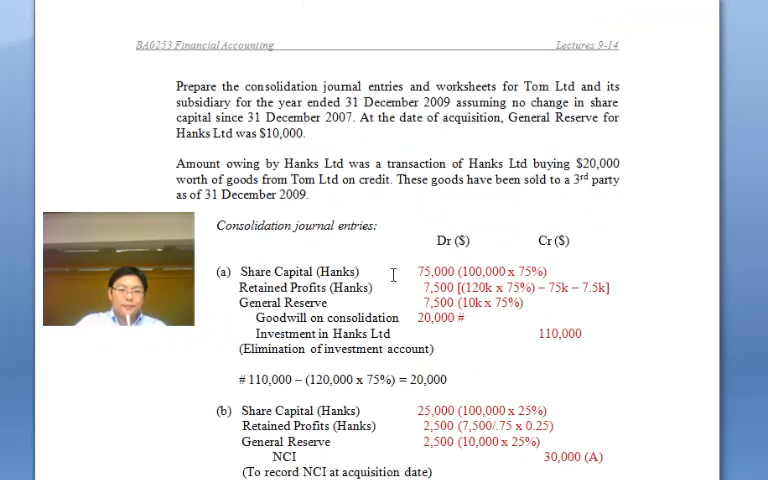 BA0253 Financial Accounting Lectures 9-14
Prepare the consolidation journal entries and worksheets for Tom Ltd and its
subsidiary for the year ended 31 December 2009 assuming no change in share
capital since 31 December 2007. At the date of acquisition, General Reserve for
Hanks Ltd was $10,000.
Amount owing by Hanks Ltd was a transaction of Hanks Ltd buying $20,000
worth of goods from Tom Ltd on credit. These goods have been sold to a 3rd party
as of 31 December 2009.
Consolidation journal entries:
Dr ($) Cr ($)
(a) Share Capital (Hanks) 75,000 (100,000 x 75%)
Retained Profits (Hanks) 7,500 [(120k x 75%) – 75k – 7.5k]
General Reserve 7,500 (10k x 75%)
Goodwill on consolidation 20,000 #
Investment in Hanks Ltd 110,000
(Elimination of investment account)
# 110,000 – (120,000 x 75%) = 20,000
(b) Share Capital (Hanks) 25,000 (100,000 x 25%)
Retained Profits (Hanks) 2,500 (7,500/.75 x 0.25)
General Reserve 2,500 (10,000 x 25%)
NCI 30,000 (A)
(To record NCI at acquisition date)